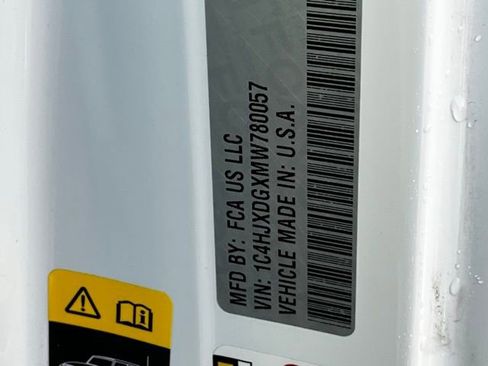 MFD BY: FCA US LLC
VIN: 1C4HJXDGXMW780057
VEHICLE MADE IN: U.S.A.